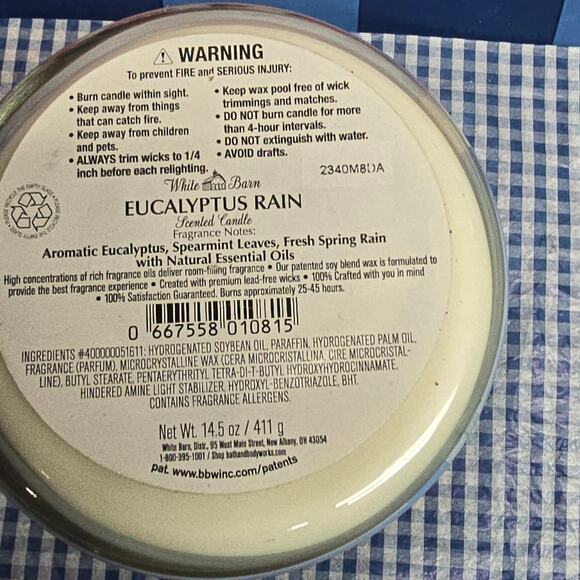 ⚠ WARNING
To prevent FIRE and SERIOUS INJURY:
• Burn candle within sight.
• Keep away from things
that can catch fire.
• Keep away from children
and pets.
• ALWAYS trim wicks to 1/4
inch before each relighting.
• Keep wax pool free of wick
trimmings and matches.
• DO NOT burn candle for more
than 4-hour intervals.
• DO NOT extinguish with water.
• AVOID drafts.
2340M8DA
White Barn
EUCALYPTUS RAIN
Scented Candle
Fragrance Notes:
Aromatic Eucalyptus, Spearmint Leaves, Fresh Spring Rain
with Natural Essential Oils
High concentrations of rich fragrance oils deliver room-filling fragrance • Our patented soy blend wax is formulated to
provide the best fragrance experience • Created with premium lead-free wicks • 100% Crafted with you in mind
• 100% Satisfaction Guaranteed. Burns approximately 25-45 hours.
0 667558 010815
INGREDIENTS #400000051611: HYDROGENATED SOYBEAN OIL, PARAFFIN, HYDROGENATED PALM OIL,
FRAGRANCE (PARFUM), MICROCRYSTALLINE WAX (CERA MICROCRISTALLINA, CIRE MICROCRISTAL-
LINE), BUTYL STEARATE, PENTAERYTHRITYL TETRA-DI-T-BUTYL HYDROXYHYDROCINNAMATE,
HINDERED AMINE LIGHT STABILIZER, HYDROXYL-BENZOTRIAZOLE, BHT.
CONTAINS FRAGRANCE ALLERGENS.
Net Wt. 14.5 oz / 411 g
White Barn, Distr., 95 West Main Street, New Albany, OH 43054
1-800-395-1001 / Shop bathandbodyworks.com
pat. www.bbwinc.com/patents